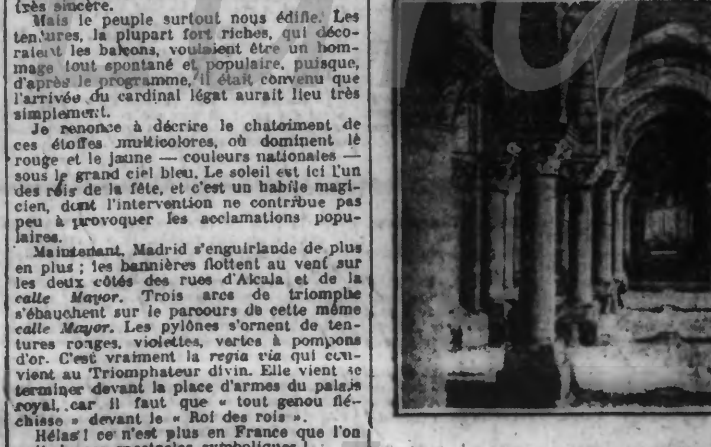 très sincère.
Mais le peuple surtout nous édifie. Les
tentures, la plupart fort riches, qui déco-
raient les balcons, voulaient être un hom-
mage tout spontané et populaire, puisque,
d'après le programme, il était convenu que
l'arrivée du cardinal légat aurait lieu très
simplement.
Je renonce à décrire le chatoiment de
ces étoffes multicolores, où dominent le
rouge et le jaune — couleurs nationales —
sous le grand ciel bleu. Le soleil est ici l'un
des rois de la fête, et c'est un habile magi-
cien, dont l'intervention ne contribue pas
peu à provoquer les acclamations popu-
laires.
Maintenant, Madrid s'enguirlande de plus
en plus ; les bannières flottent au vent sur
les deux côtés des rues d'Alcala et de la
calle Mayor. Trois arcs de triomphe
s'ébauchent sur le parcours de cette même
calle Mayor. Les pylônes s'ornent de ten-
tures rouges, violettes, vertes à pompons
d'or. C'est vraiment la regia via qui con-
vient au Triomphateur divin. Elle vient se
terminer devant la place d'armes du palais
royal, car il faut que « tout genou flé-
chisse » devant le « Roi des rois ».
Hélas ! ce n'est plus en France que l'on